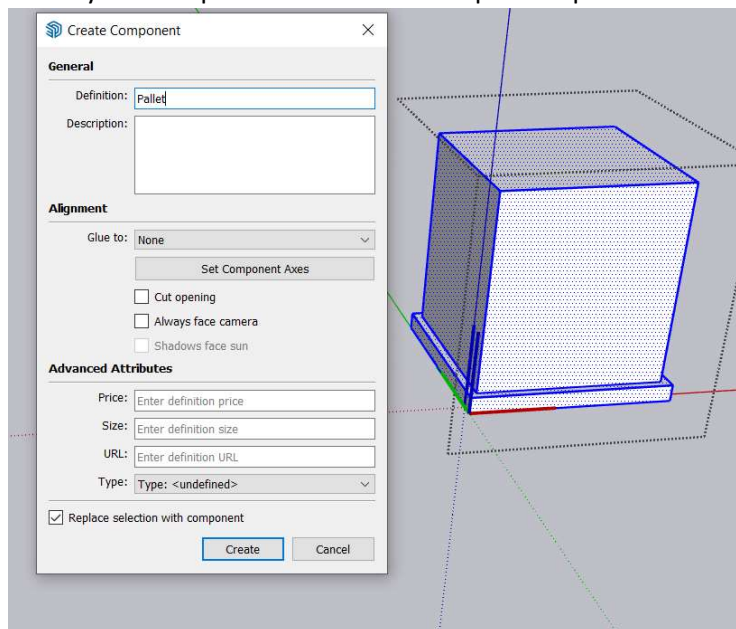 Create Component
General
Definition: Pallet
Description:
Alignment
Glue to: None
Set Component Axes
Cut opening
Always face camera
Shadows face sun
Advanced Attributes
Price: Enter definition price
Size: Enter definition size
URL: Enter definition URL
Type: Type: <undefined>
Replace selection with component
Create Cancel